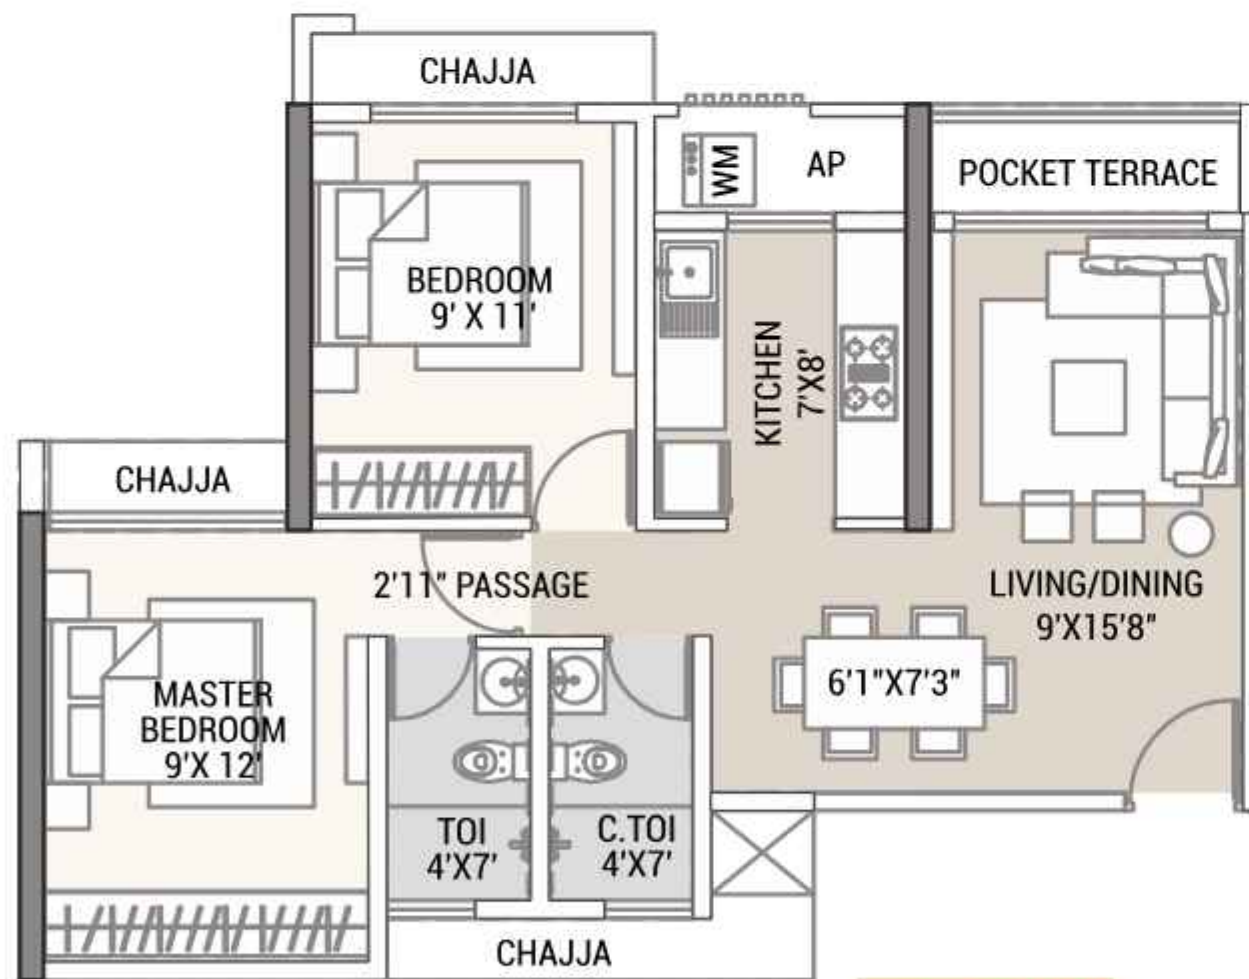 CHAJJA
WM
AP
POCKET TERRACE
BEDROOM
9' X 11'
KITCHEN
7'X8'
CHAJJA
2'11" PASSAGE
LIVING/DINING
9'X15'8"
MASTER
BEDROOM
9'X 12'
6'1"X7'3"
TOI
4'X7'
C.TOI
4'X7'
CHAJJA